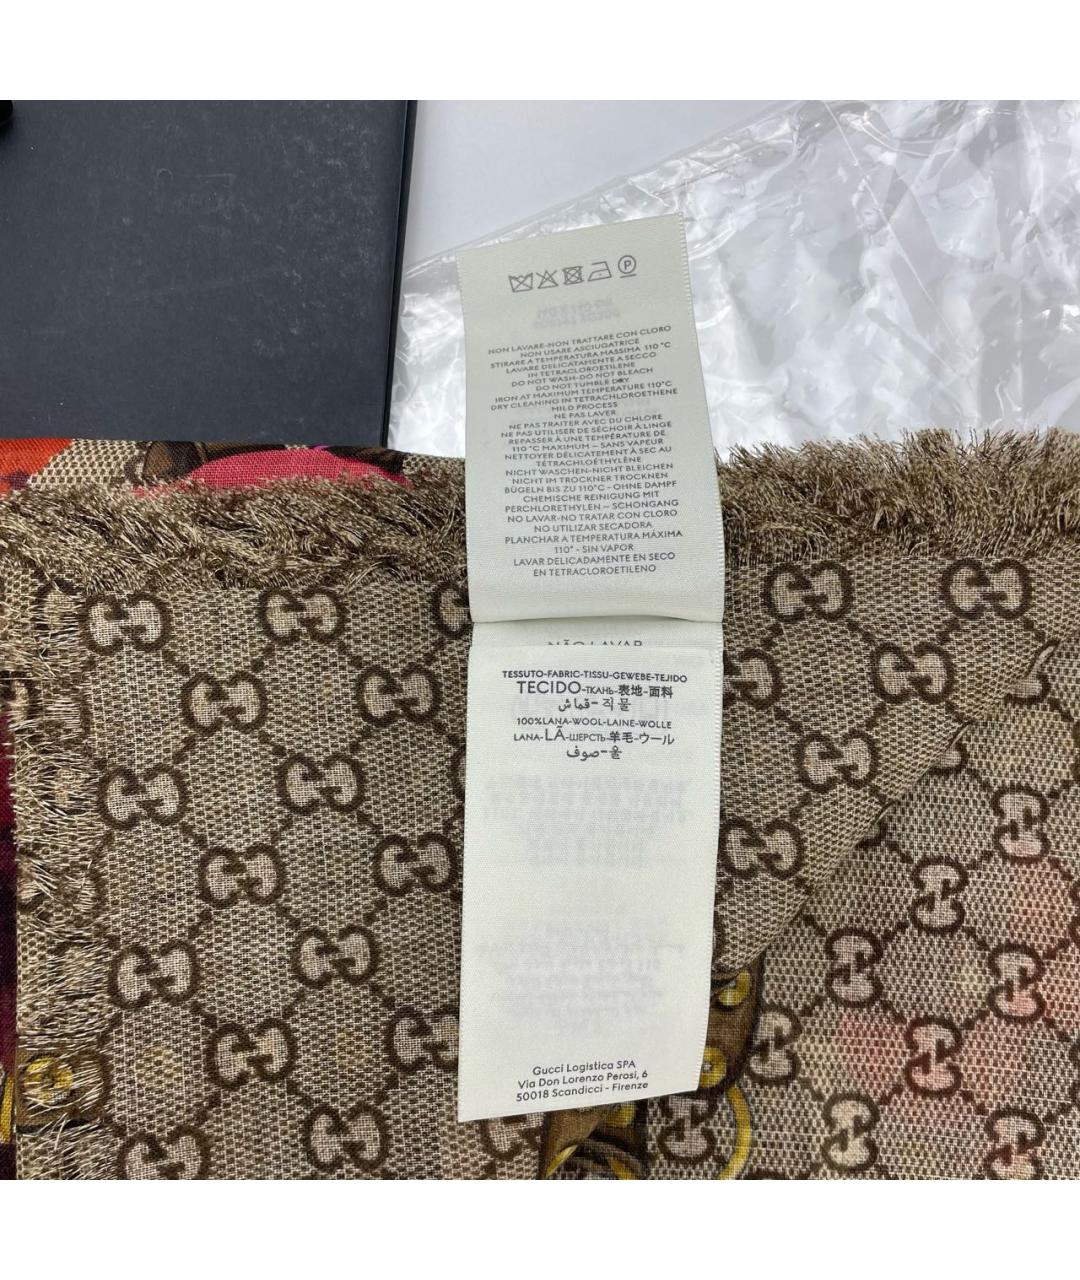 P
NON LAVARE-NON TRATTARE CON CLORO
NON USARE ASCIUGATRICE
STIRARE A TEMPERATURA MASSIMA 110 °C
LAVARE DELICATAMENTE A SECCO
IN TETRACLOROETILENE
DO NOT WASH-DO NOT BLEACH
DO NOT TUMBLE DRY
IRON AT MAXIMUM TEMPERATURE 110°C
DRY CLEANING IN TETRACHLOROETHENE
MILD PROCESS
NE PAS LAVER
NE PAS TRAITER AVEC DU CHLORE
NE PAS UTILISER DE SÉCHOIR À LINGE
REPASSER À UNE TEMPÉRATURE DE
110 °C MAXIMUM – SANS VAPEUR
NETTOYER DÉLICATEMENT À SEC AU
TÉTRACHLOÉTHYLÈNE
NICHT WASCHEN-NICHT BLEICHEN
NICHT IM TROCKNER TROCKNEN
BÜGELN BIS ZU 110°C - OHNE DAMPF
CHEMISCHE REINIGUNG MIT
PERCHLORETHYLEN – SCHONGANG
NO LAVAR-NO TRATAR CON CLORO
NO UTILIZAR SECADORA
PLANCHAR A TEMPERATURA MÁXIMA
110° - SIN VAPOR
LAVAR DELICADAMENTE EN SECO
EN TETRACLOROETILENO
NÃO LAVAR
TESSUTO-FABRIC-TISSU-GEWEBE-TEJIDO
TECIDO-ТКАНЬ-表地-面料
قماش-직물
100%LANA-WOOL-LAINE-WOLLE
LANA-LÃ-ШЕРСТЬ-羊毛-ウール
صوف-울
Gucci Logistica SPA
Via Don Lorenzo Perosi, 6
50018 Scandicci - Firenze